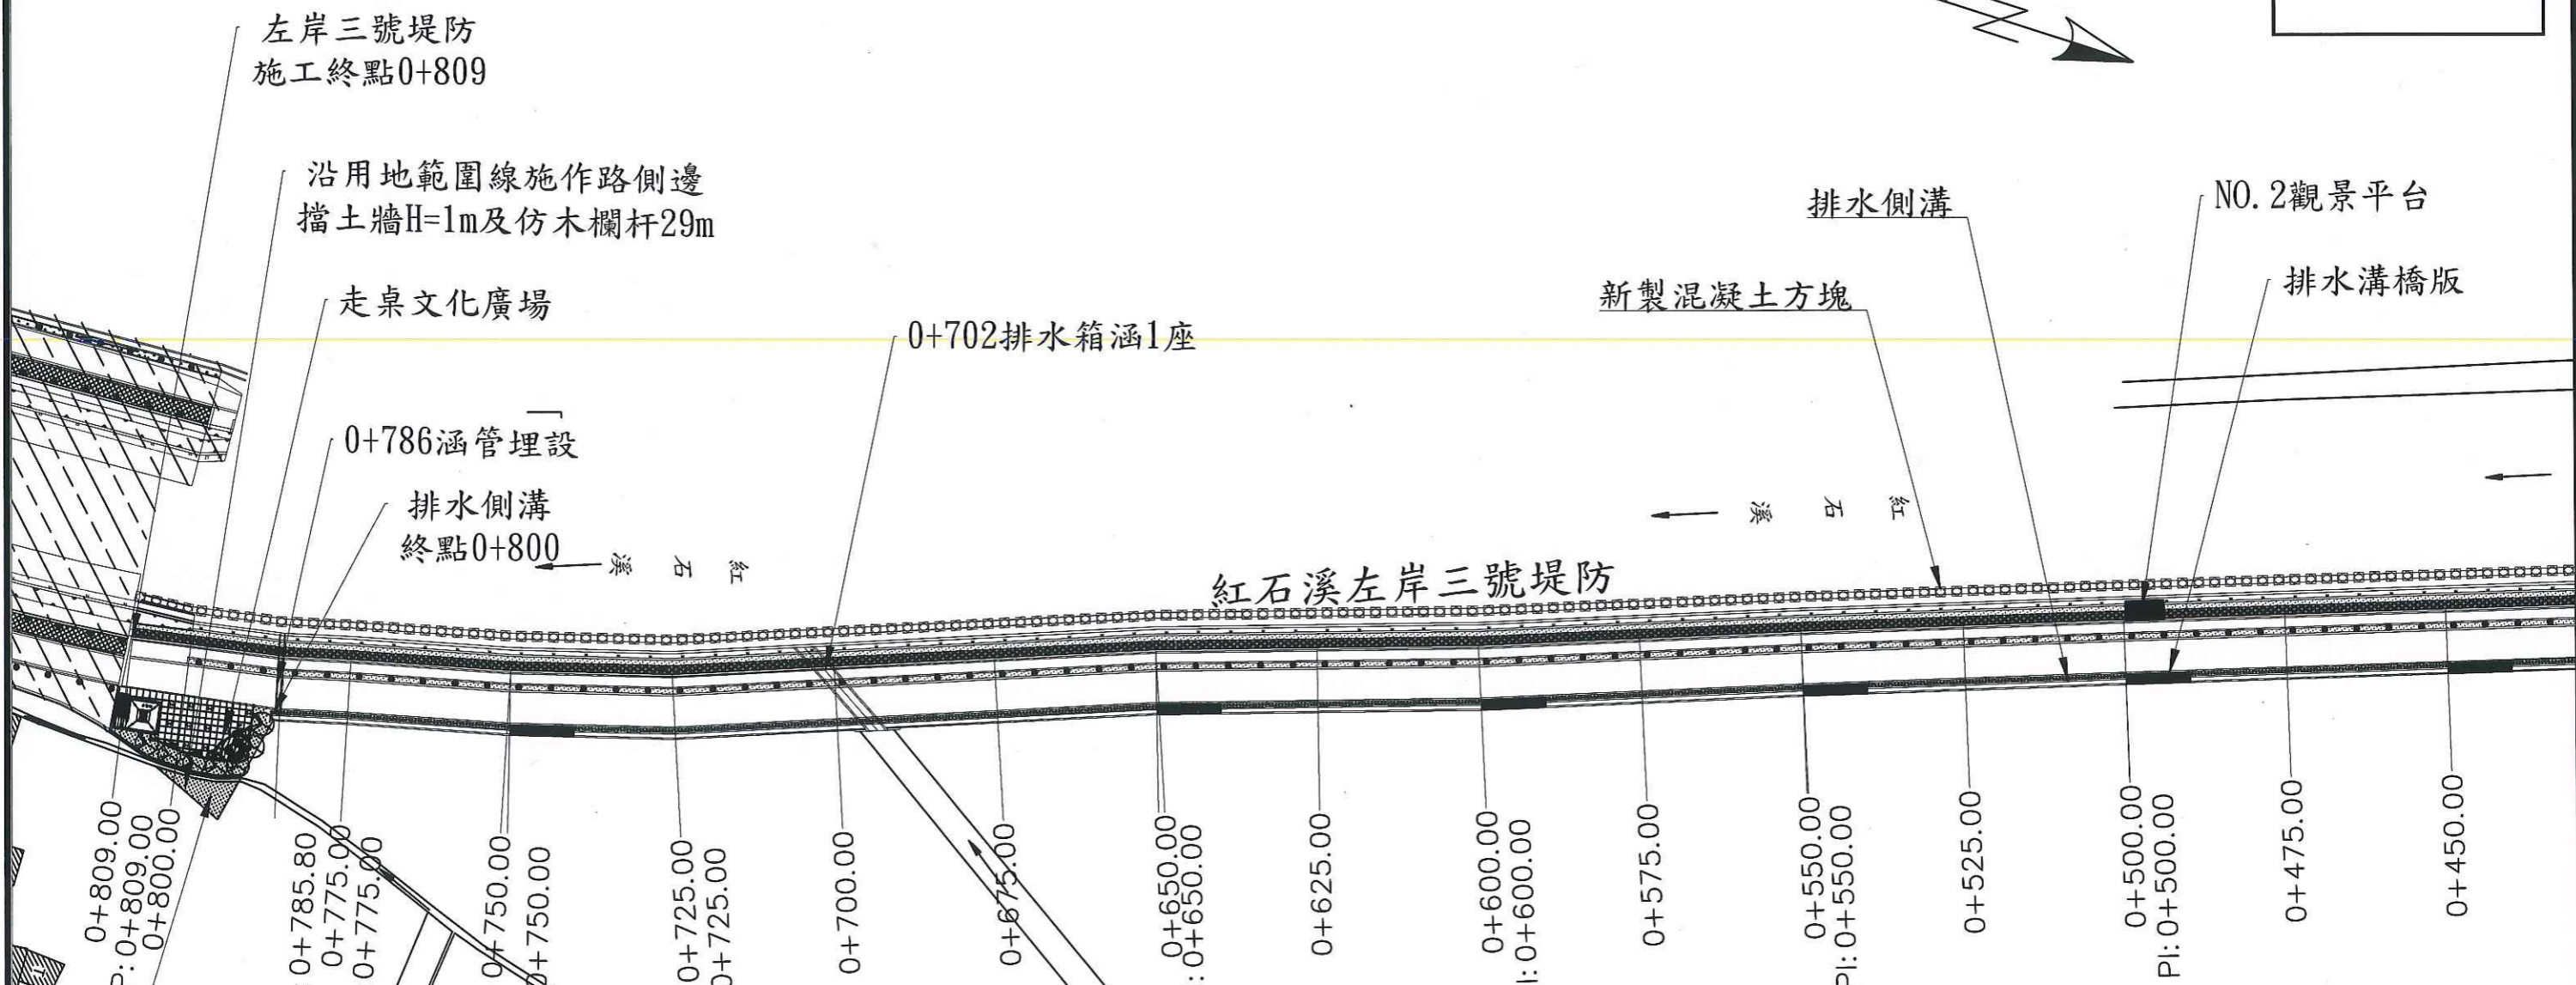 左岸三號堤防
施工終點0+809
沿用地範圍線施作路側邊
擋土牆H=1m及仿木欄杆29m
走桌文化廣場
0+786涵管埋設
排水側溝
終點0+800
0+702排水箱涵1座
新製混凝土方塊
排水側溝
NO.2觀景平台
排水溝橋版
紅石溪
紅石溪
紅石溪左岸三號堤防
0+809.00
PI: 0+809.00
0+800.00
0+785.80
0+775.00
0+775.00
0+750.00
0+750.00
0+725.00
0+725.00
0+700.00
0+675.00
0+650.00
: 0+650.00
0+625.00
0+600.00
I: 0+600.00
0+575.00
0+550.00
PI: 0+550.00
0+525.00
0+500.00
PI: 0+500.00
0+475.00
0+450.00